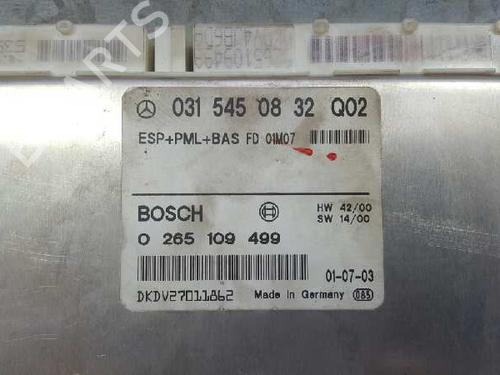 031 545 08 32 Q02
ESP+PML+BAS FD 01M07
BOSCH
HW 42/00
SW 14/00
0 265 109 499
01-07-03
DKDV27011862 Made in Germany 085